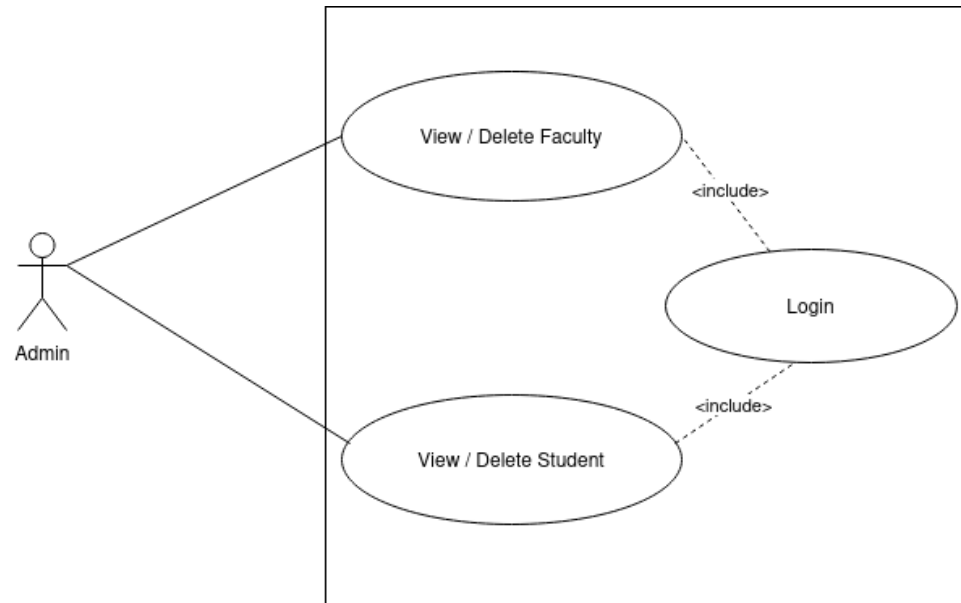 View / Delete Faculty
<include>
Login
Admin
<include>
View / Delete Student